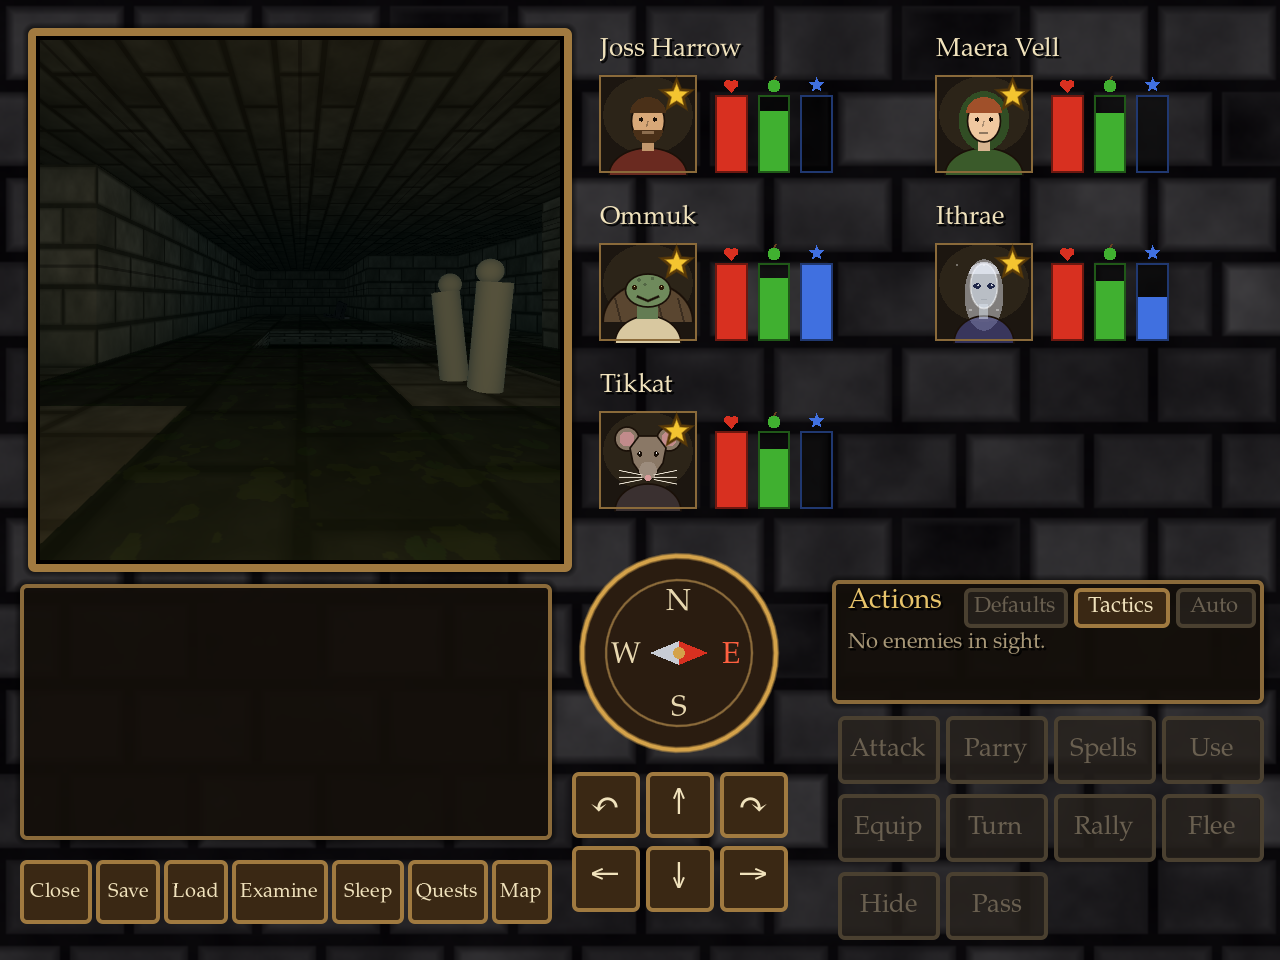 Joss Harrow
Maera Vell
Ommuk
Ithrae
Tikkat
N
W E
S
Actions Defaults Tactics Auto
No enemies in sight.
Attack Parry Spells Use
Equip Turn Rally Flee
Hide Pass
Close Save Load Examine Sleep Quests Map